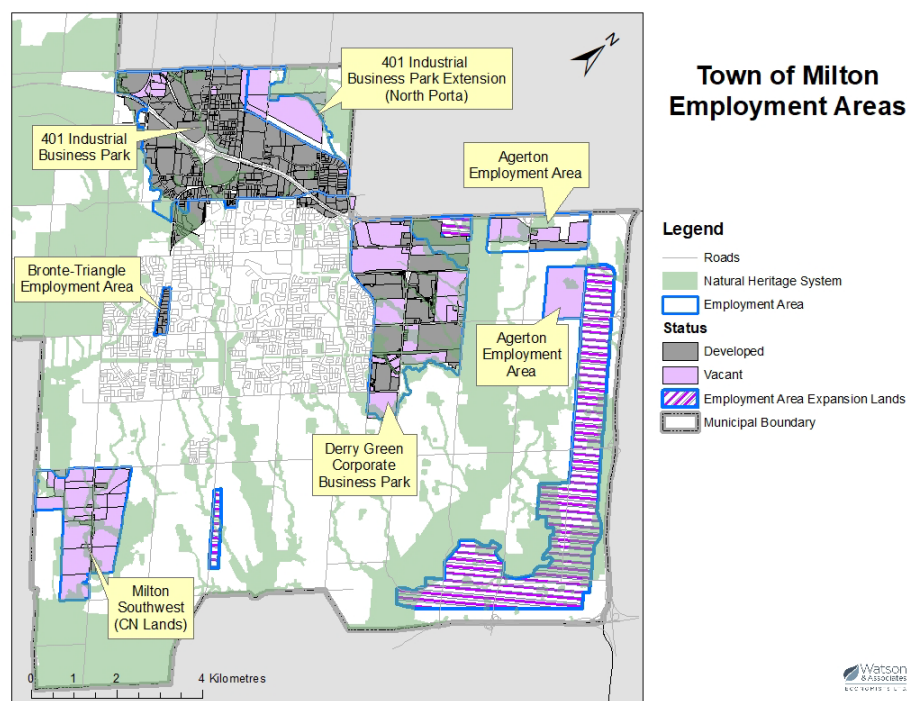 Town of Milton
Employment Areas
N
401 Industrial
Business Park Extension
(North Porta)
401 Industrial
Business Park
Agerton
Employment Area
Bronte-Triangle
Employment Area
Agerton
Employment
Area
Derry Green
Corporate
Business Park
Milton
Southwest
(CN Lands)
0 1 2 4 Kilometres
Legend
Roads
Natural Heritage System
Employment Area
Status
Developed
Vacant
Employment Area Expansion Lands
Municipal Boundary
Watson
& Associates